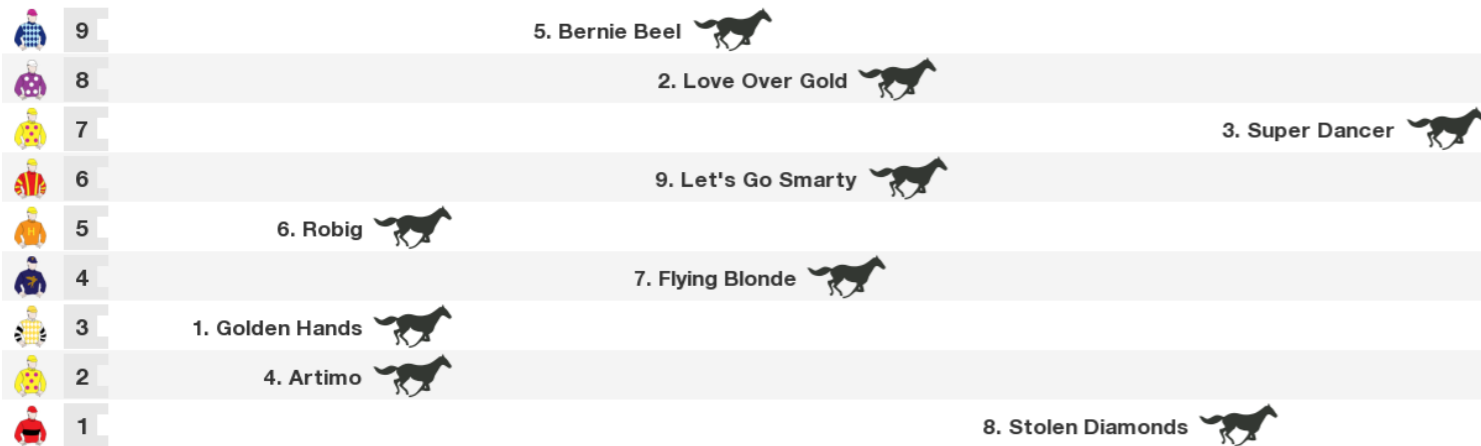 9 5. Bernie Beel
8 2. Love Over Gold
7 3. Super Dancer
6 9. Let's Go Smarty
5 H 6. Robig
4 7. Flying Blonde
3 1. Golden Hands
2 4. Artimo
1 8. Stolen Diamonds